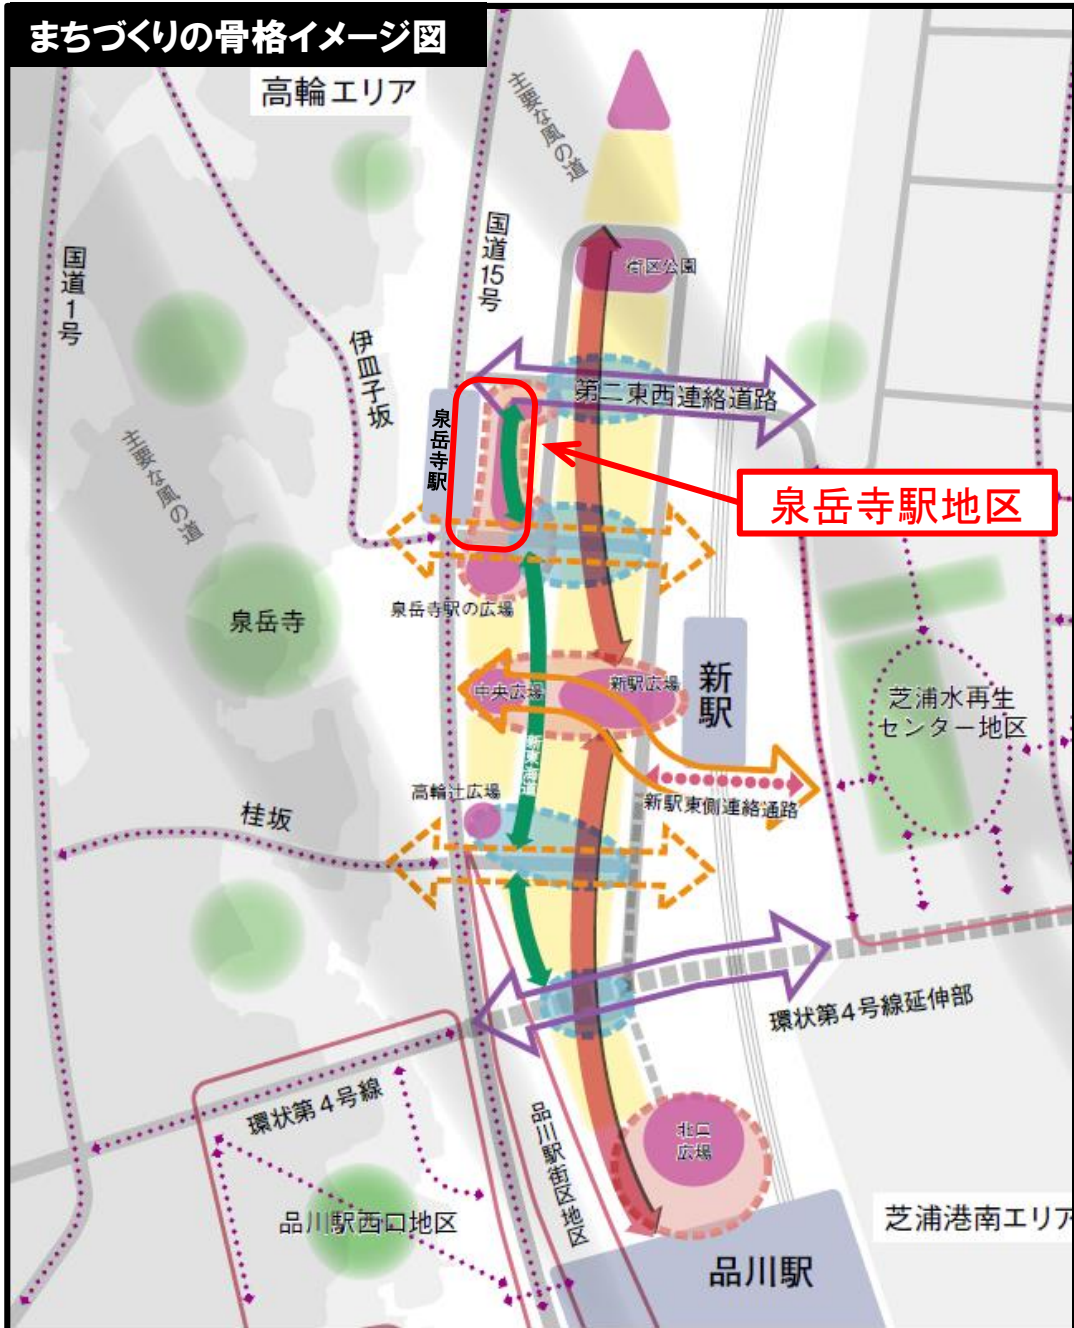 まちづくりの骨格イメージ図
高輪エリア
主要な風の道
国道1号
国道15号
伊皿子坂
街区公園
第二東西連絡道路
泉岳寺駅
主要な風の道
泉岳寺駅地区
泉岳寺
泉岳寺駅の広場
中央広場
新駅広場
新駅
芝浦水再生
センター地区
新東海道
高輪辻広場
新駅東側連絡通路
桂坂
環状第4号線延伸部
環状第4号線
品川駅街区地区
北口
広場
品川駅西口地区
芝浦港南エリア
品川駅